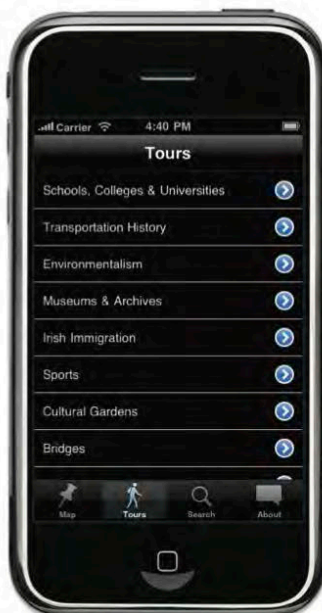 Carrier 4:40 PM
Tours
Schools, Colleges & Universities
Transportation History
Environmentalism
Museums & Archives
Irish Immigration
Sports
Cultural Gardens
Bridges
Map Tours Search About